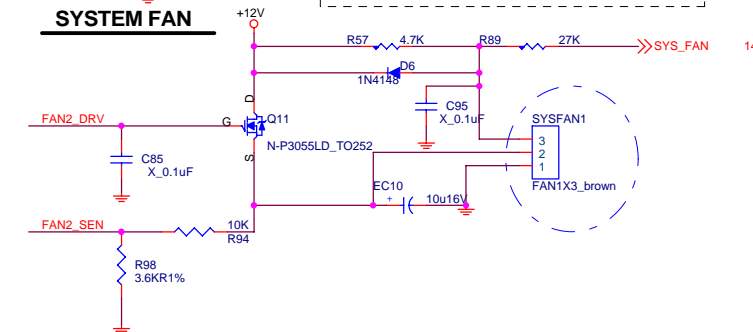 SYSTEM FAN
+12V
R57 4.7K R89 27K SYS_FAN 14
D6
1N4148
D
FAN2_DRV G Q11 C95 SYSFAN1
X_0.1uF
N-P3055LD_TO252 3
C85 S 2
X_0.1uF 1
EC10 FAN1X3_brown
+ 10u16V
FAN2_SEN 10K
R94
R98
3.6KR1%